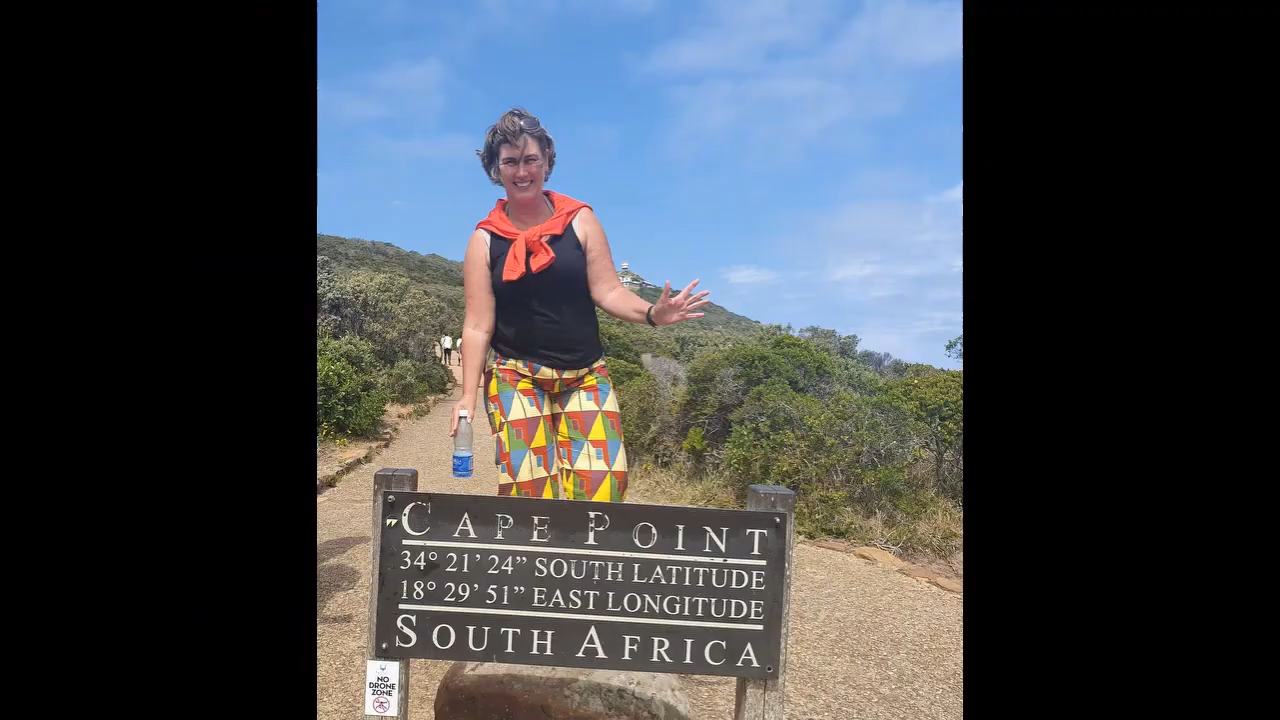 CAPE POINT
34° 21' 24” SOUTH LATITUDE
18° 29' 51” EAST LONGITUDE
SOUTH AFRICA
NO
DRONE
ZONE